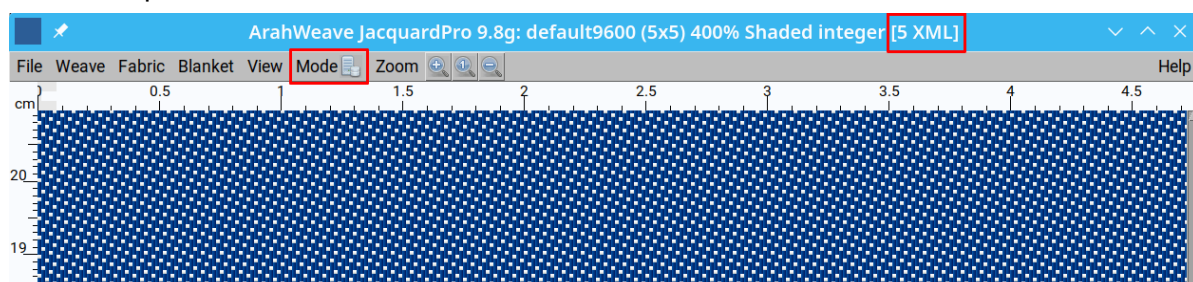 ArahWeave JacquardPro 9.8g: default9600 (5x5) 400% Shaded integer [5 XML]
File Weave Fabric Blanket View Mode Zoom Help
cm 0.5 1 1.5 2 2.5 3 3.5 4 4.5
20
19